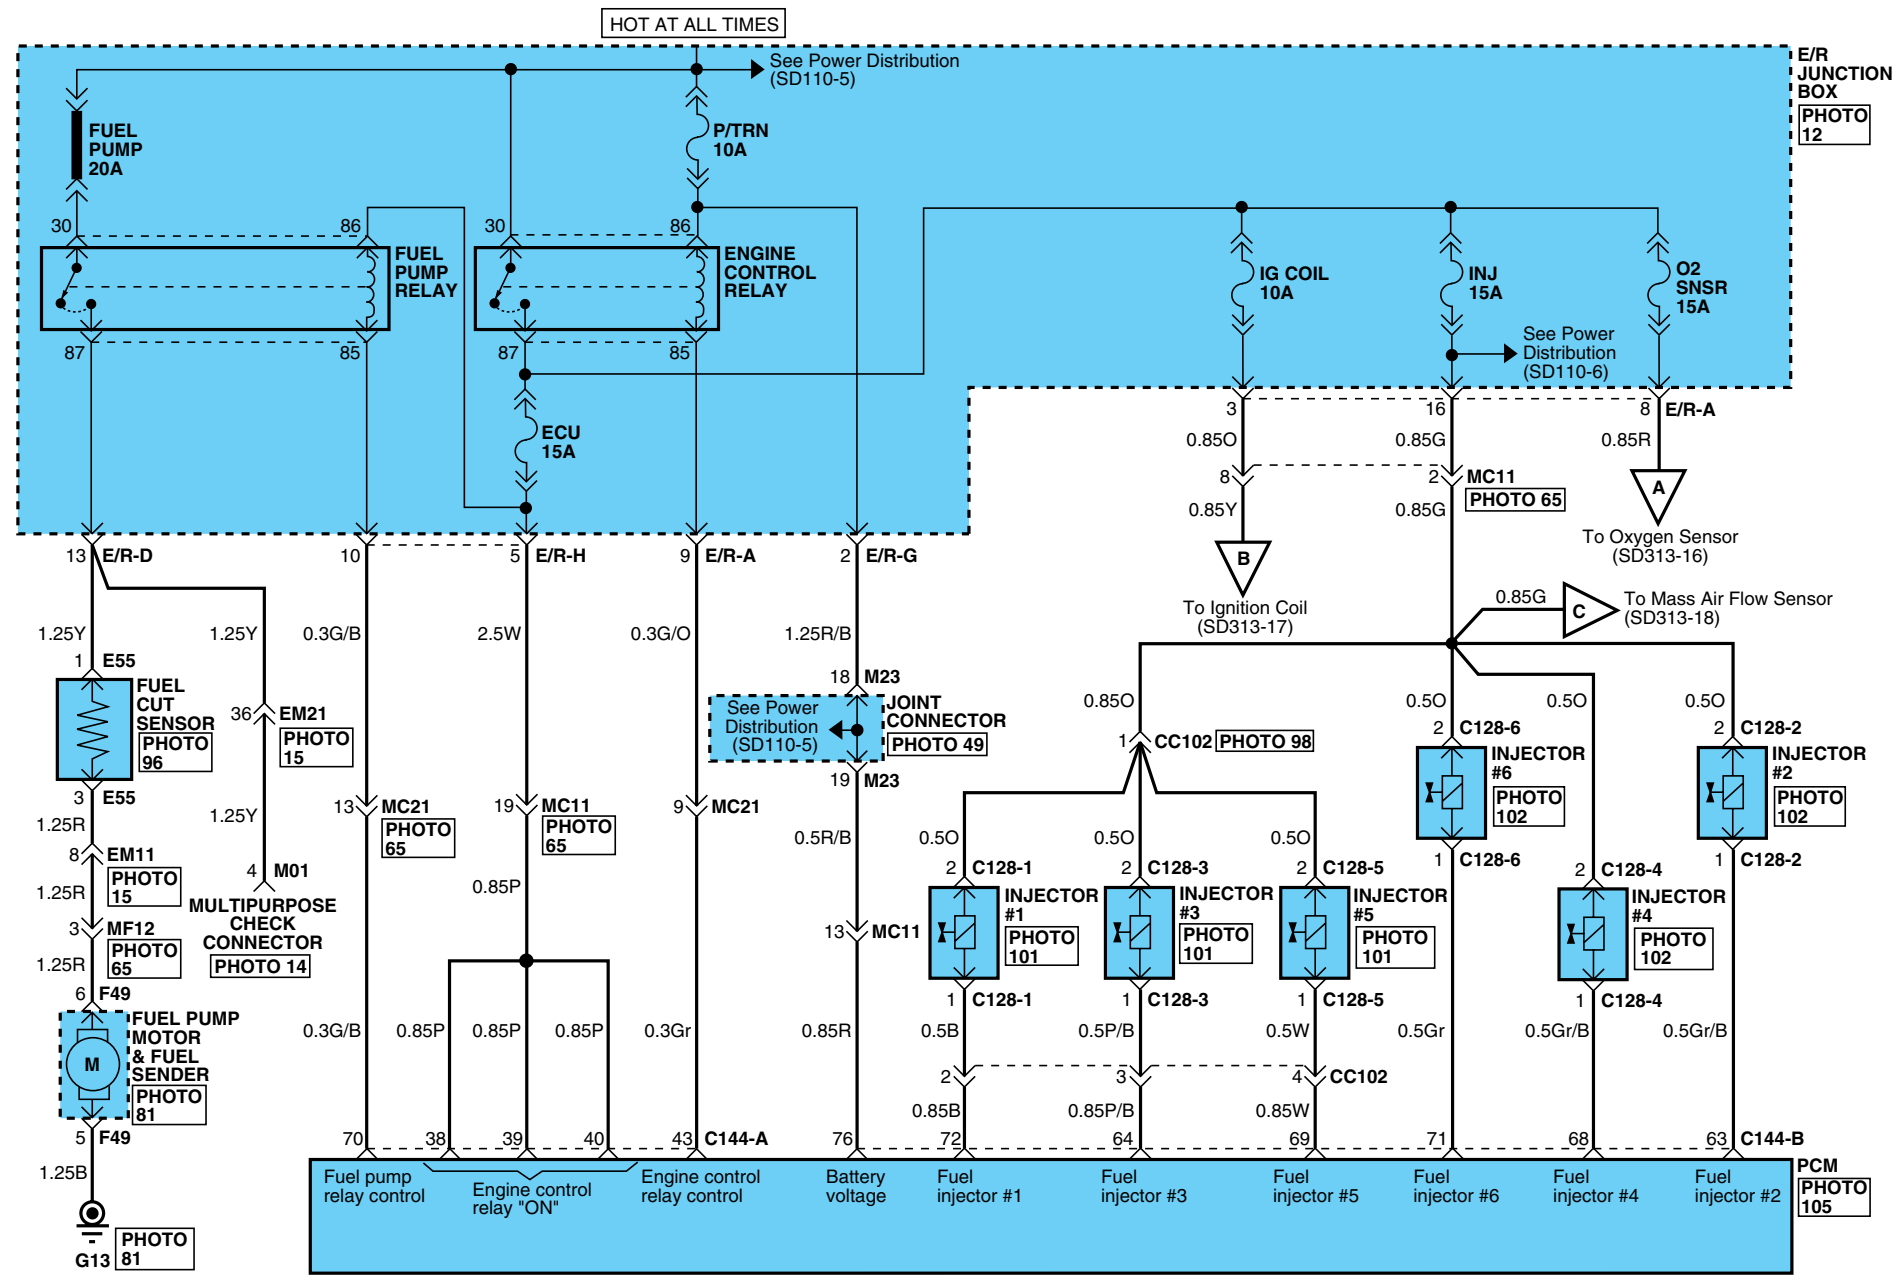 HOT AT ALL TIMES
See Power Distribution
(SD110-5)
E/R
JUNCTION
BOX
PHOTO
12
FUEL
PUMP
20A
P/TRN
10A
30
86
30
86
FUEL
PUMP
RELAY
ENGINE
CONTROL
RELAY
IG COIL
10A
INJ
15A
O2
SNSR
15A
87
85
87
85
See Power
Distribution
(SD110-6)
ECU
15A
3
16
8
E/R-A
0.85O
0.85G
0.85R
8
2
MC11
PHOTO 65
A
0.85Y
0.85G
To Oxygen Sensor
(SD313-16)
B
To Ignition Coil
(SD313-17)
13
E/R-D
10
5
E/R-H
9
E/R-A
2
E/R-G
0.85G
C
To Mass Air Flow Sensor
(SD313-18)
1.25Y
1.25Y
0.3G/B
2.5W
0.3G/O
1.25R/B
1
E55
FUEL
CUT
SENSOR
PHOTO
96
36
EM21
PHOTO
15
18
M23
See Power
Distribution
(SD110-5)
JOINT
CONNECTOR
PHOTO 49
19
M23
0.85O
0.5O
0.5O
0.5O
1
CC102
PHOTO 98
2
C128-6
INJECTOR
#6
PHOTO
102
2
C128-2
INJECTOR
#2
PHOTO
102
3
E55
1.25R
1.25Y
13
MC21
PHOTO
65
19
MC11
PHOTO
65
9
MC21
0.5R/B
0.5O
0.5O
0.5O
1
C128-6
1
C128-2
8
EM11
PHOTO
15
1.25R
4
M01
MULTIPURPOSE
CHECK
CONNECTOR
PHOTO 14
0.85P
2
C128-1
INJECTOR
#1
PHOTO
101
2
C128-3
INJECTOR
#3
PHOTO
101
2
C128-5
INJECTOR
#5
PHOTO
101
2
C128-4
INJECTOR
#4
PHOTO
102
3
MF12
PHOTO
65
1.25R
13
MC11
6
F49
FUEL PUMP
MOTOR
& FUEL
SENDER
PHOTO
81
M
1
C128-1
1
C128-3
1
C128-5
1
C128-4
0.3G/B
0.85P
0.85P
0.85P
0.3Gr
0.85R
0.5B
0.5P/B
0.5W
0.5Gr
0.5Gr/B
0.5Gr/B
2
3
4
CC102
0.85B
0.85P/B
0.85W
5
F49
1.25B
G13
PHOTO
81
70
38
39
40
43
C144-A
76
72
64
69
71
68
63
C144-B
Fuel pump
relay control
Engine control
relay "ON"
Engine control
relay control
Battery
voltage
Fuel
injector #1
Fuel
injector #3
Fuel
injector #5
Fuel
injector #6
Fuel
injector #4
Fuel
injector #2
PCM
PHOTO
105